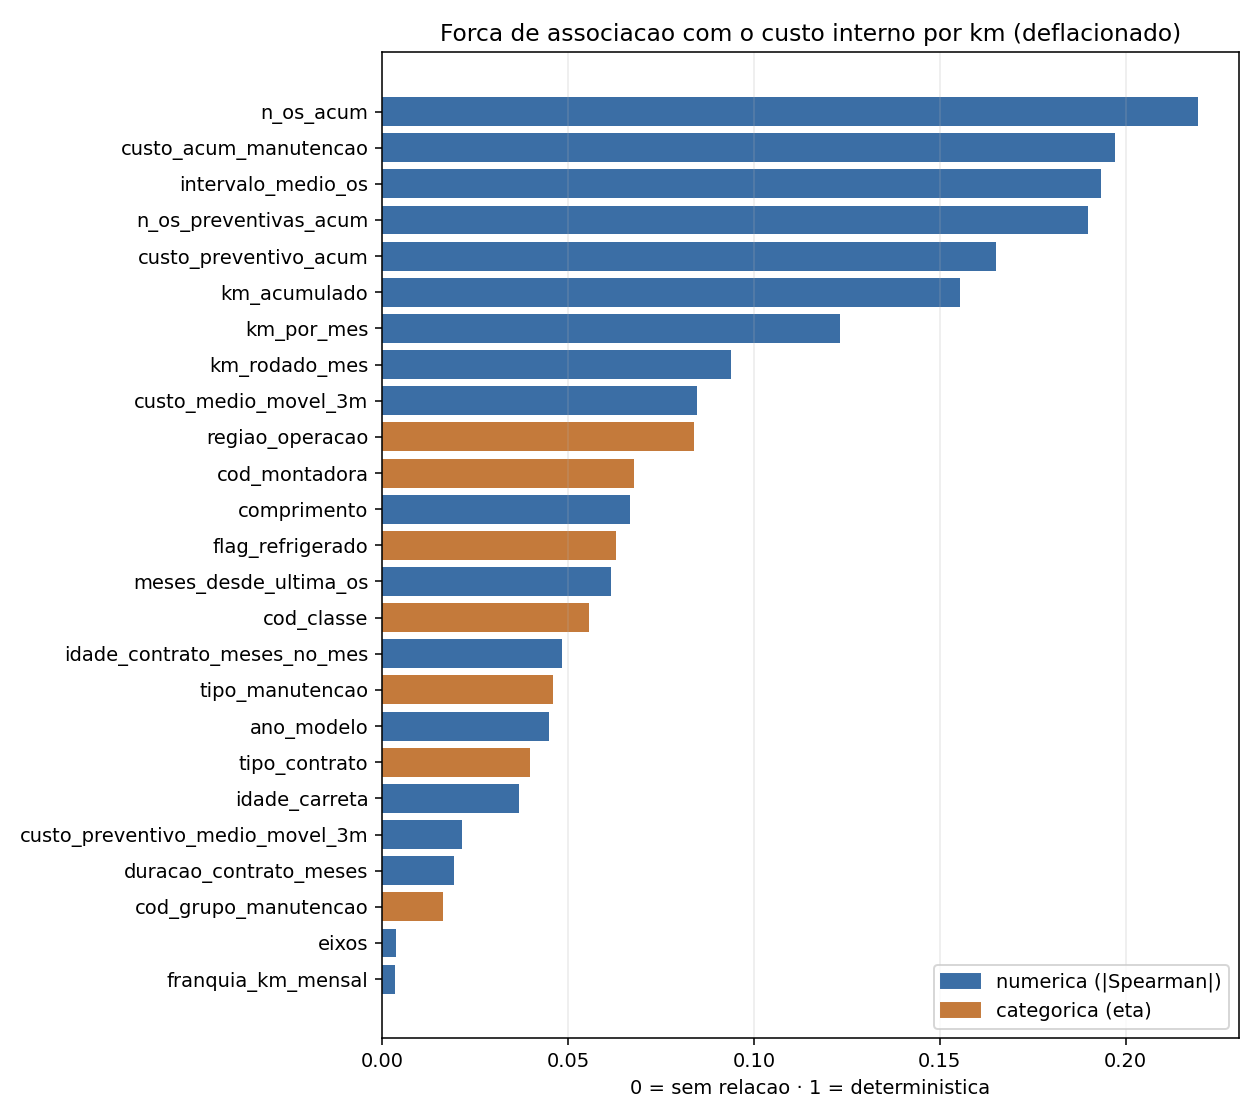 Forca de associacao com o custo interno por km (deflacionado)
n_os_acum
custo_acum_manutencao
intervalo_medio_os
n_os_preventivas_acum
custo_preventivo_acum
km_acumulado
km_por_mes
km_rodado_mes
custo_medio_movel_3m
regiao_operacao
cod_montadora
comprimento
flag_refrigerado
meses_desde_ultima_os
cod_classe
idade_contrato_meses_no_mes
tipo_manutencao
ano_modelo
tipo_contrato
idade_carreta
custo_preventivo_medio_movel_3m
duracao_contrato_meses
cod_grupo_manutencao
eixos
franquia_km_mensal
numerica (|Spearman|)
categorica (eta)
0.00 0.05 0.10 0.15 0.20
0 = sem relacao · 1 = deterministica